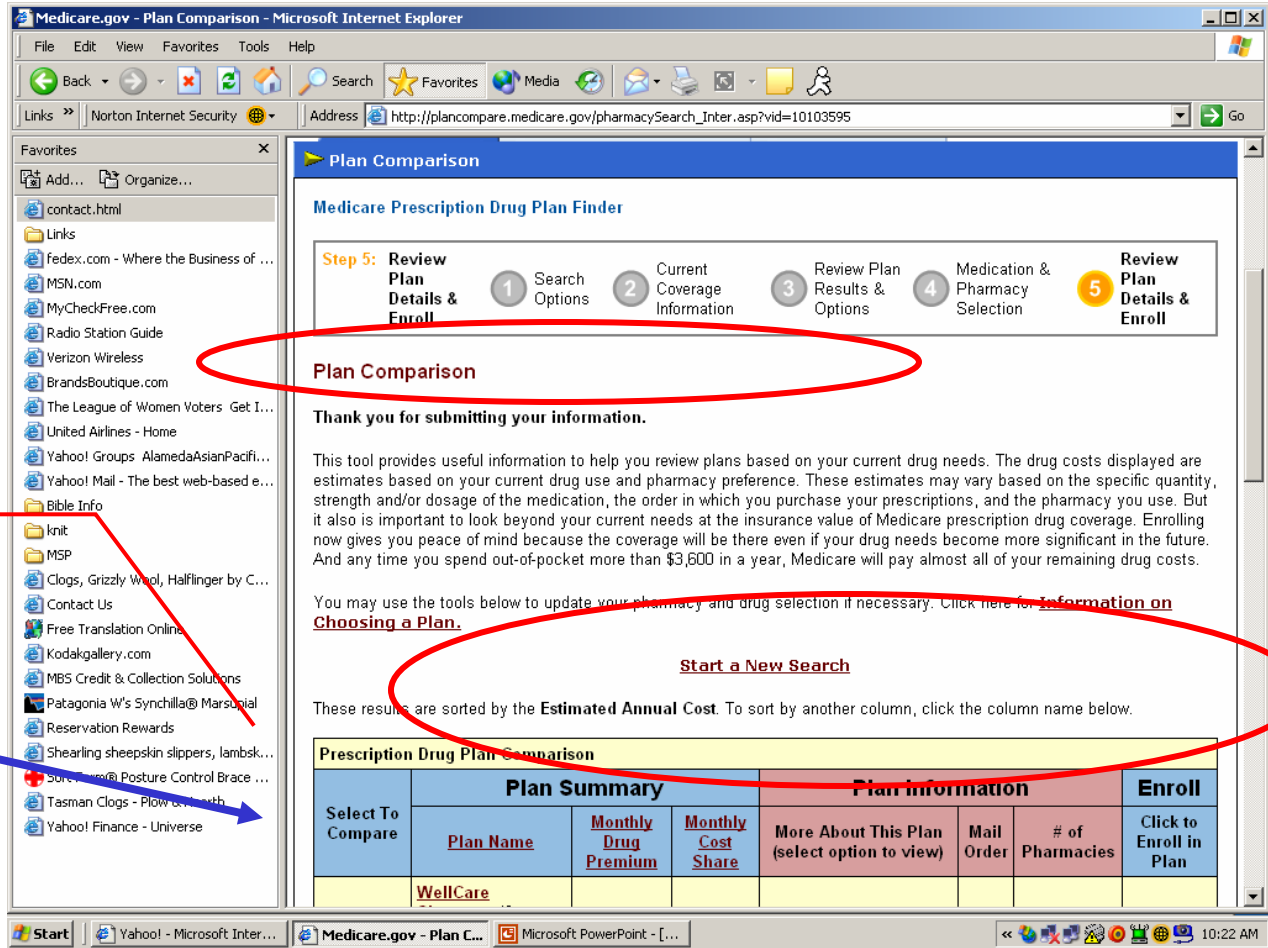 Medicare.gov - Plan Comparison - Microsoft Internet Explorer
File Edit View Favorites Tools Help
Back Search Favorites Media
Links » Norton Internet Security Address http://plancompare.medicare.gov/pharmacySearch_Inter.asp?vid=10103595 Go
Favorites
Add... Organize...
contact.html
Links
fedex.com - Where the Business of ...
MSN.com
MyCheckFree.com
Radio Station Guide
Verizon Wireless
BrandsBoutique.com
The League of Women Voters Get I...
United Airlines - Home
Yahoo! Groups AlamedaAsianPacifi...
Yahoo! Mail - The best web-based e...
Bible Info
knit
MSP
Clogs, Grizzly Wool, Halflinger by C...
Contact Us
Free Translation Online
Kodakgallery.com
MBS Credit & Collection Solutions
Patagonia W's Synchilla® Marsupial
Reservation Rewards
Shearling sheepskin slippers, lambsk...
Posture Control Brace ...
Tasman Clogs - Plow & Hearth
Yahoo! Finance - Universe
Plan Comparison
Medicare Prescription Drug Plan Finder
Step 5: Review Plan Details & Enroll
1 Search Options
2 Current Coverage Information
3 Review Plan Results & Options
4 Medication & Pharmacy Selection
5 Review Plan Details & Enroll
Plan Comparison
Thank you for submitting your information.
This tool provides useful information to help you review plans based on your current drug needs. The drug costs displayed are
estimates based on your current drug use and pharmacy preference. These estimates may vary based on the specific quantity,
strength and/or dosage of the medication, the order in which you purchase your prescriptions, and the pharmacy you use. But
it also is important to look beyond your current needs at the insurance value of Medicare prescription drug coverage. Enrolling
now gives you peace of mind because the coverage will be there even if your drug needs become more significant in the future.
And any time you spend out-of-pocket more than $3,600 in a year, Medicare will pay almost all of your remaining drug costs.
You may use the tools below to update your pharmacy and drug selection if necessary. Click here for Information on
Choosing a Plan.
Start a New Search
These results are sorted by the Estimated Annual Cost. To sort by another column, click the column name below.
Prescription Drug Plan Comparison
Plan Summary Plan Information Enroll
Select To Compare
Plan Name
Monthly Drug Premium
Monthly Cost Share
More About This Plan (select option to view)
Mail Order
# of Pharmacies
Click to Enroll in Plan
WellCare
Start Yahoo! - Microsoft Inter... Medicare.gov - Plan C... Microsoft PowerPoint - [... « 10:22 AM